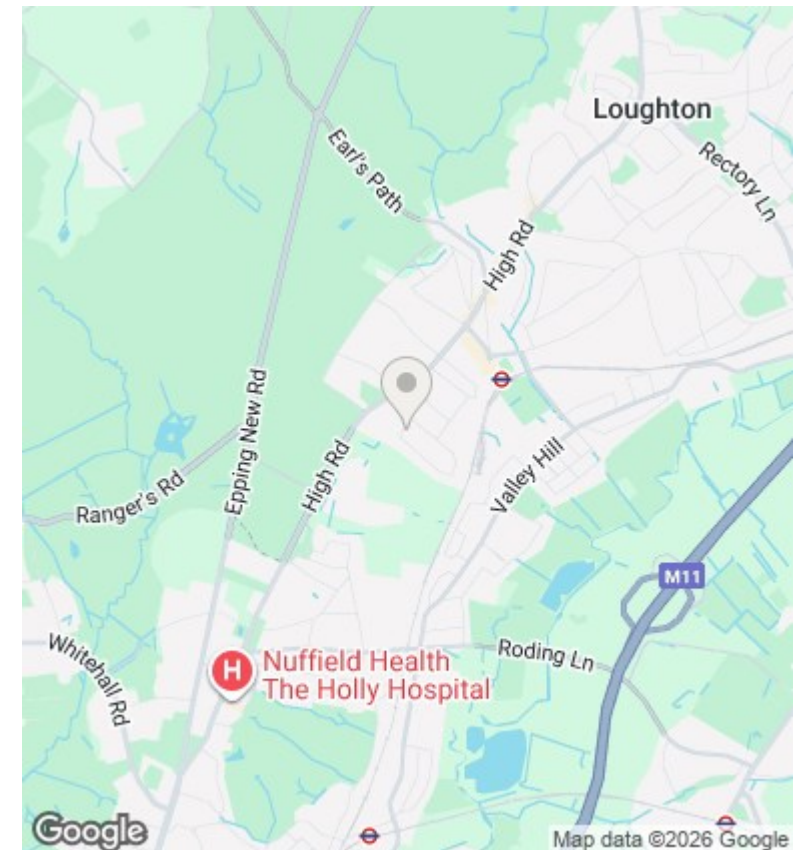 Loughton
Earl's Path
Rectory Ln
High Rd
Epping New Rd
High Rd
Valley Hill
Ranger's Rd
M11
Whitehall Rd
H
Nuffield Health
The Holly Hospital
Roding Ln
Google
Map data ©2026 Google